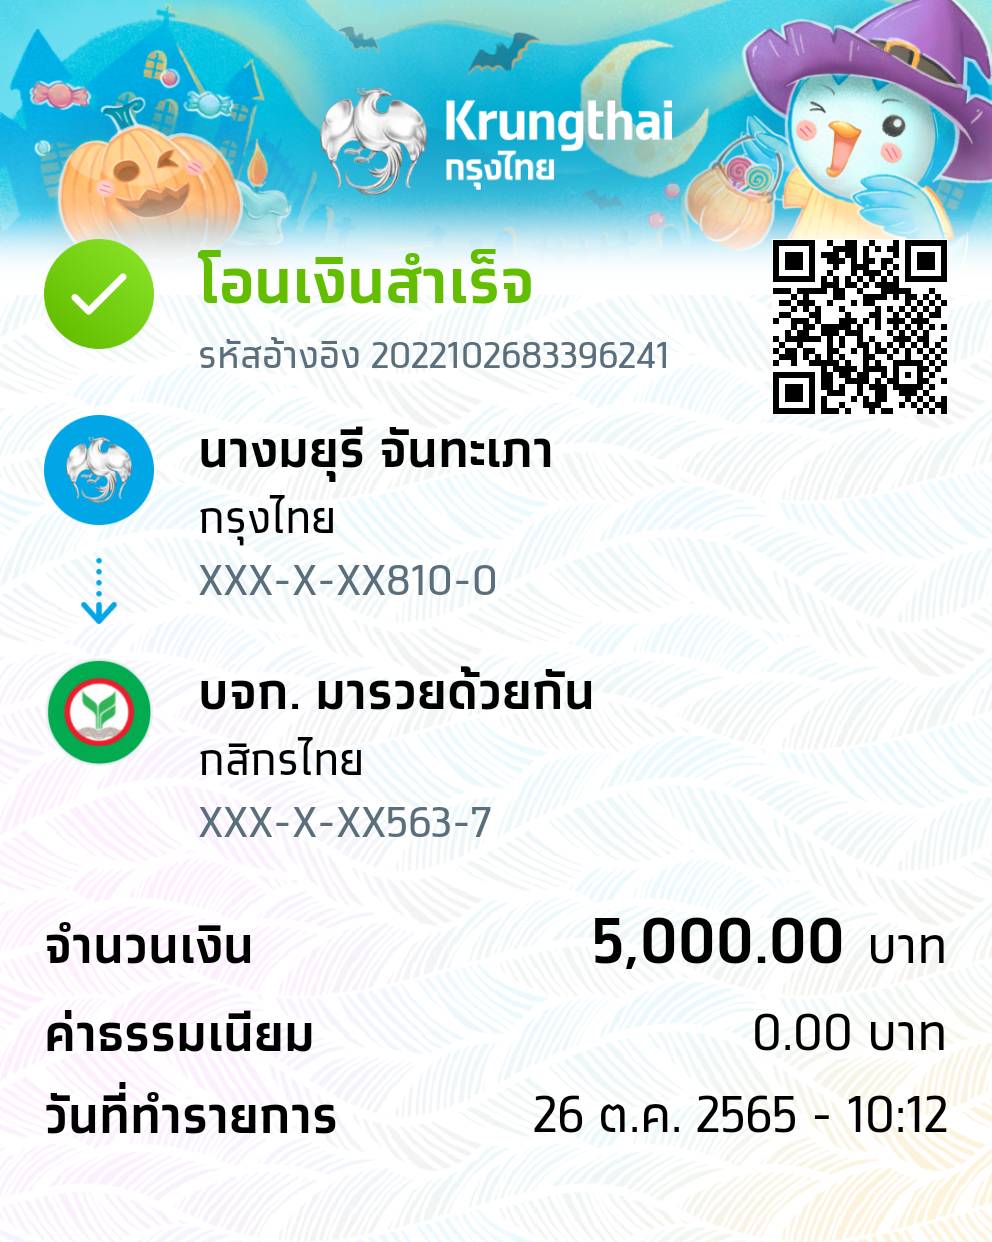 Krungthai
กรุงไทย
โอนเงินสำเร็จ
รหัสอ้างอิง 2022102683396241
นางมยุรี จันทะเภา
กรุงไทย
XXX-X-XX810-0
บจก. มารวยด้วยกัน
กสิกรไทย
XXX-X-XX563-7
จำนวนเงิน 5,000.00 บาท
ค่าธรรมเนียม 0.00 บาท
วันที่ทำรายการ 26 ต.ค. 2565 - 10:12